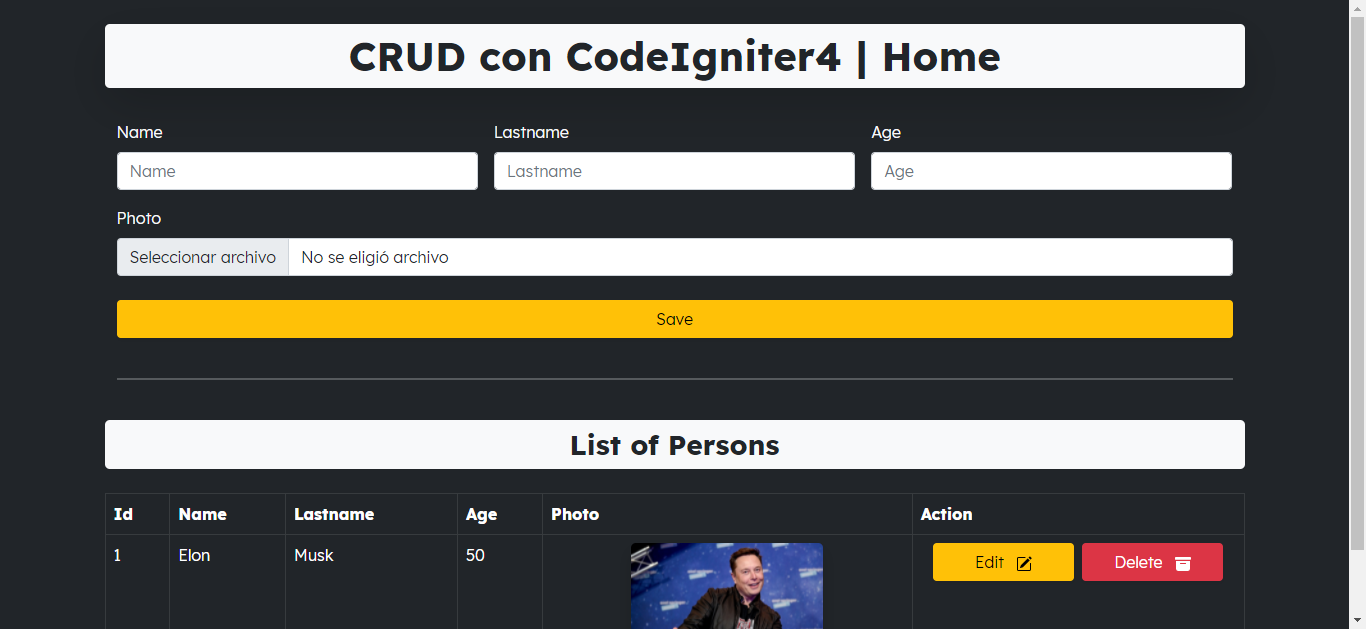 CRUD con CodeIgniter4 | Home
Name Lastname Age
Name Lastname Age
Photo
Seleccionar archivo No se eligió archivo
Save
List of Persons
Id Name Lastname Age Photo Action
1 Elon Musk 50 Edit Delete